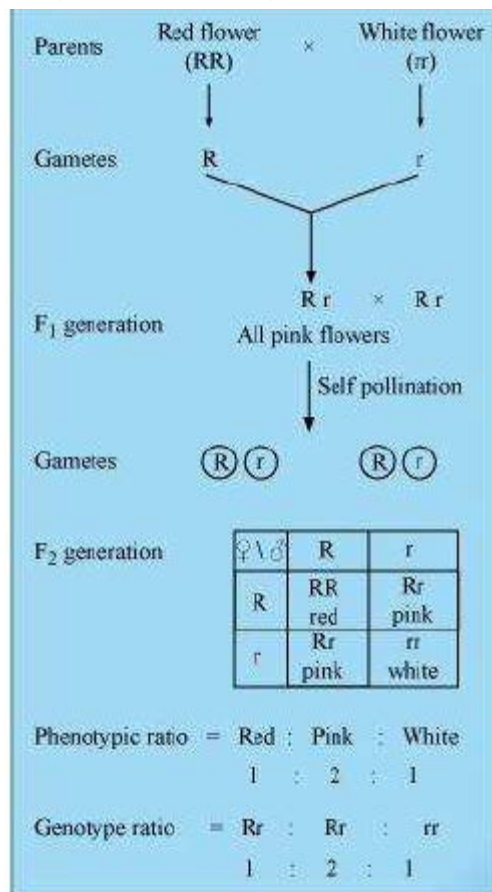 Parents Red flower × White flower
(RR) (rr)
Gametes R r
R r × R r
F₁ generation All pink flowers
Self pollination
Gametes R r R r
F₂ generation ♀\♂ R r
R RR Rr
red pink
r Rr rr
pink white
Phenotypic ratio = Red : Pink : White
1 : 2 : 1
Genotype ratio = Rr : Rr : rr
1 : 2 : 1